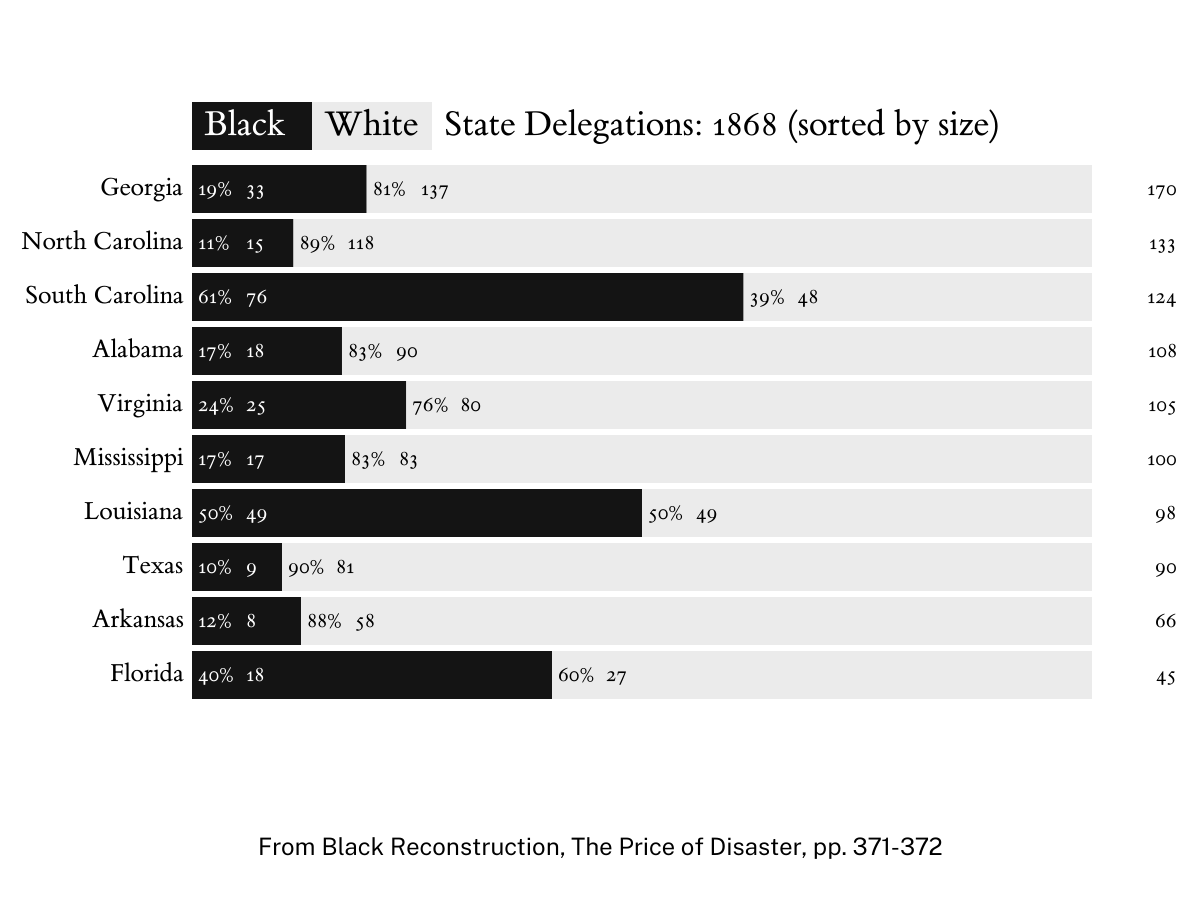 Black White State Delegations: 1868 (sorted by size)
Georgia 19% 33 81% 137 170
North Carolina 11% 15 89% 118 133
South Carolina 61% 76 39% 48 124
Alabama 17% 18 83% 90 108
Virginia 24% 25 76% 80 105
Mississippi 17% 17 83% 83 100
Louisiana 50% 49 50% 49 98
Texas 10% 9 90% 81 90
Arkansas 12% 8 88% 58 66
Florida 40% 18 60% 27 45
From Black Reconstruction, The Price of Disaster, pp. 371-372